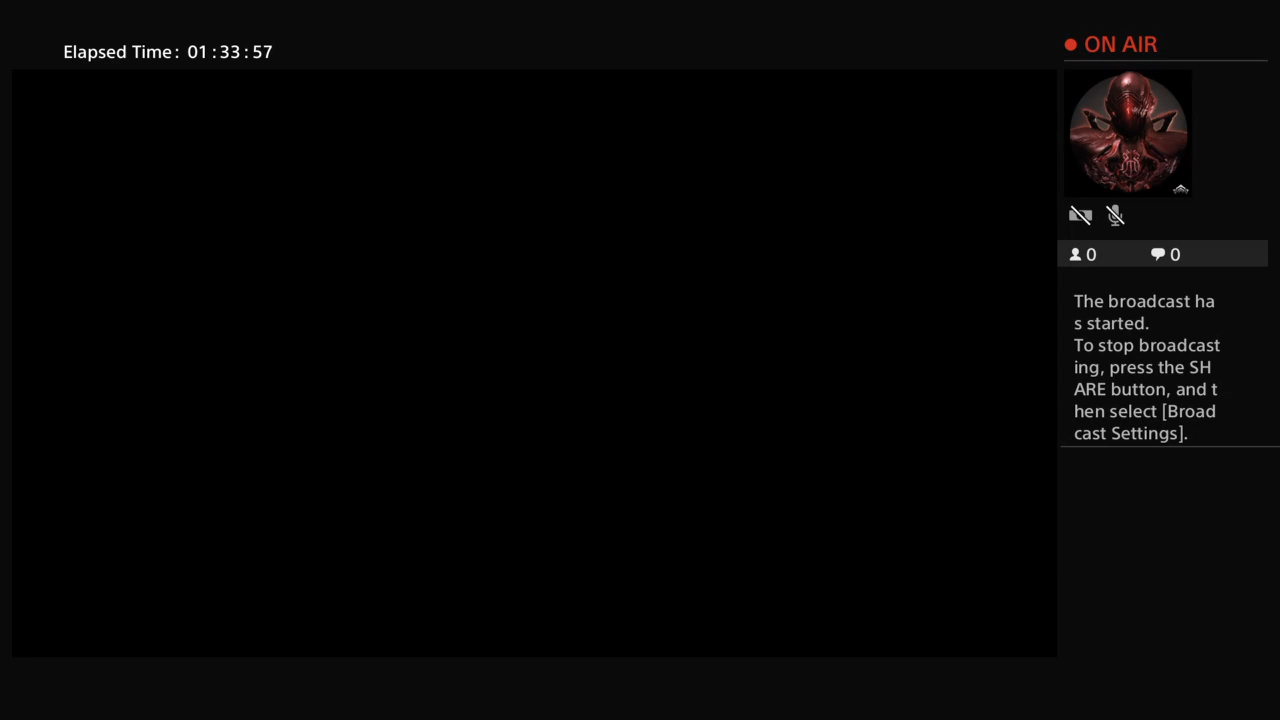 Elapsed Time: 01:33:57
ON AIR
0 0
The broadcast ha
s started.
To stop broadcast
ing, press the SH
ARE button, and t
hen select [Broad
cast Settings].